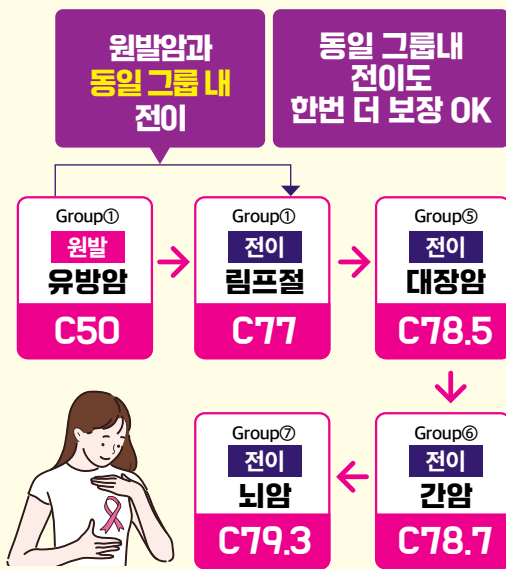 원발암과
동일 그룹 내
전이
동일 그룹내
전이도
한번 더 보장 OK
Group①
원발
유방암
C50
Group①
전이
림프절
C77
Group⑤
전이
대장암
C78.5
Group⑦
전이
뇌암
C79.3
Group⑥
전이
간암
C78.7